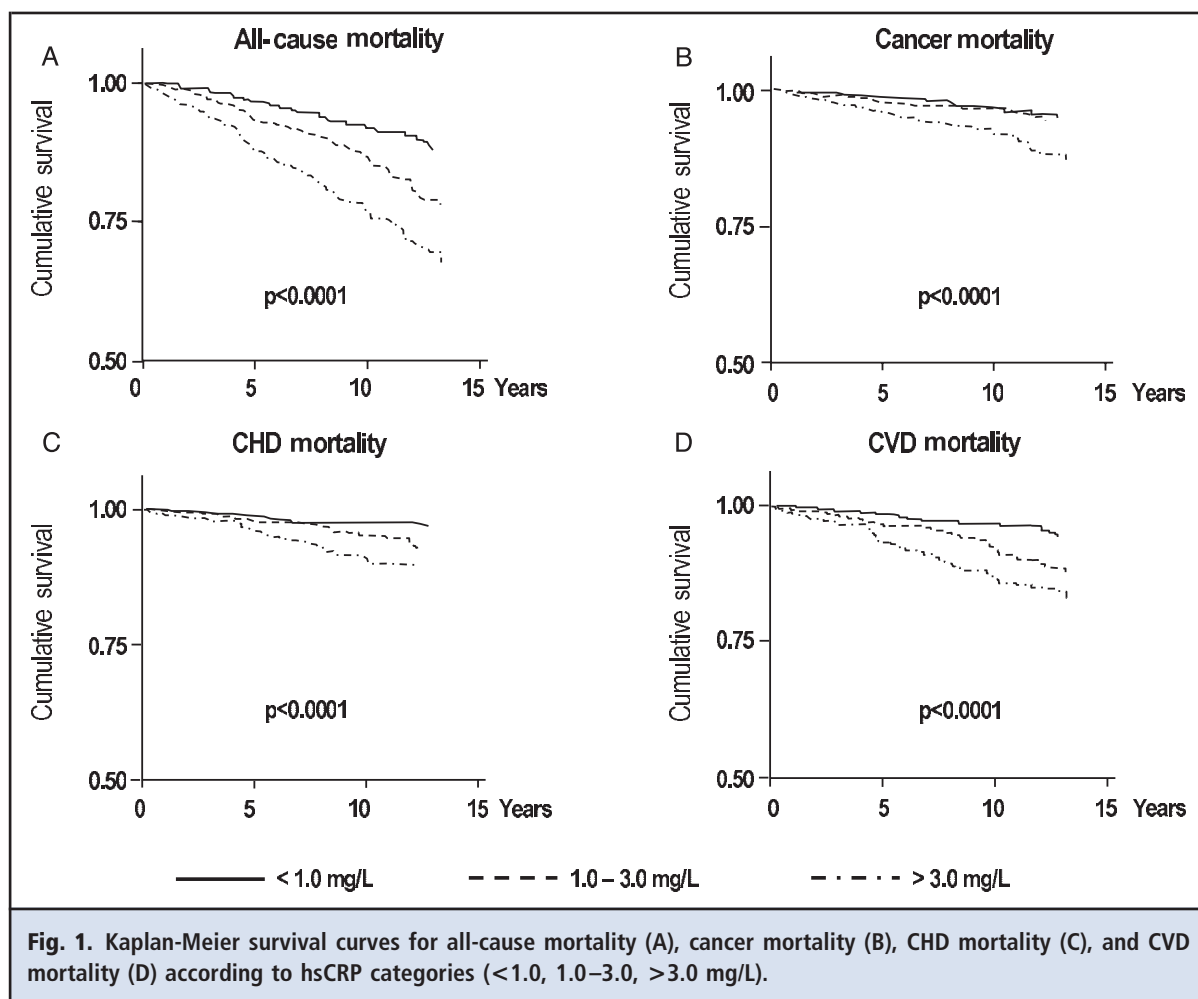 A
All-cause mortality
Cumulative survival
1.00
0.75
0.50
p<0.0001
0 5 10 15 Years
B
Cancer mortality
Cumulative survival
1.00
0.75
0.50
p<0.0001
0 5 10 15 Years
C
CHD mortality
Cumulative survival
1.00
0.75
0.50
p<0.0001
0 5 10 15 Years
D
CVD mortality
Cumulative survival
1.00
0.75
0.50
p<0.0001
0 5 10 15 Years
< 1.0 mg/L 1.0 – 3.0 mg/L > 3.0 mg/L
Fig. 1. Kaplan-Meier survival curves for all-cause mortality (A), cancer mortality (B), CHD mortality (C), and CVD
mortality (D) according to hsCRP categories (<1.0, 1.0–3.0, >3.0 mg/L).